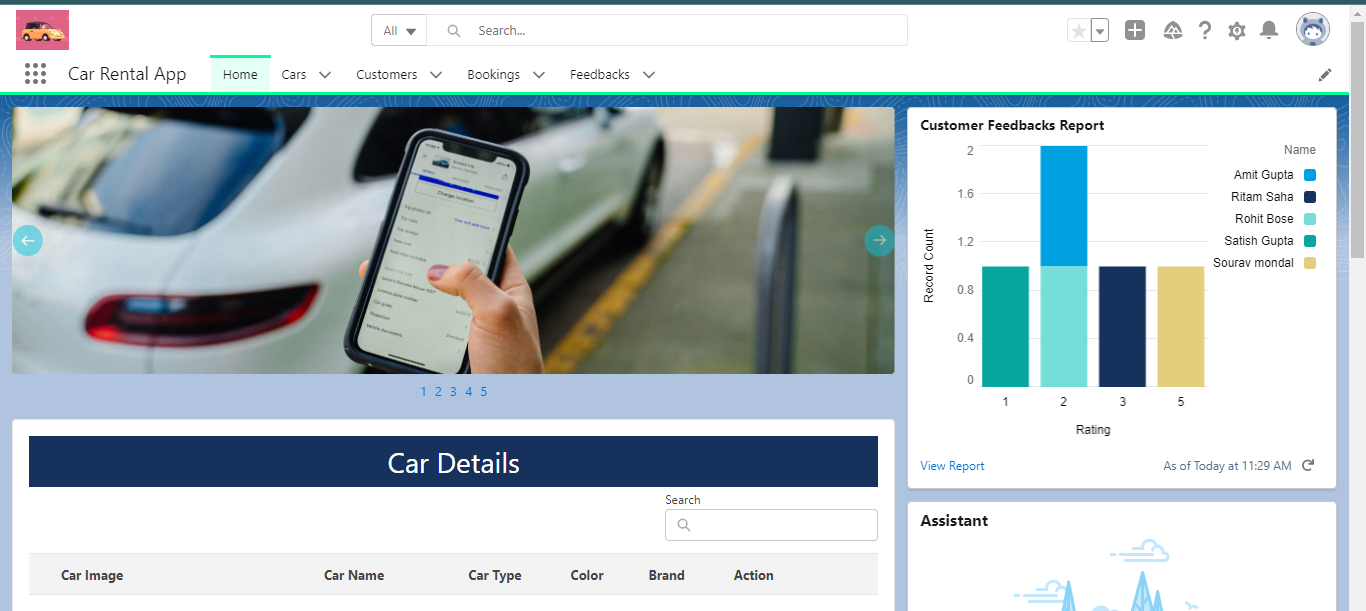 All
Search...
Car Rental App
Home
Cars
Customers
Bookings
Feedbacks
Change location
1 2 3 4 5
Car Details
Search
Car Image Car Name Car Type Color Brand Action
Customer Feedbacks Report
Name
Amit Gupta
Ritam Saha
Rohit Bose
Satish Gupta
Sourav mondal
Record Count
2
1.6
1.2
0.8
0.4
0
1 2 3 5
Rating
View Report
As of Today at 11:29 AM
Assistant